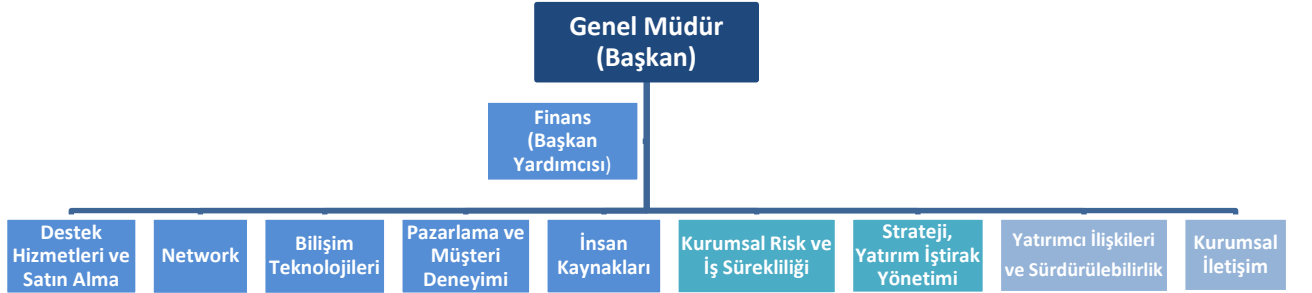 Genel Müdür
(Başkan)
Finans
(Başkan
Yardımcısı)
Destek
Hizmetleri ve
Satın Alma
Network
Bilişim
Teknolojileri
Pazarlama ve
Müşteri
Deneyimi
İnsan
Kaynakları
Kurumsal Risk ve
İş Sürekliliği
Strateji,
Yatırım İştirak
Yönetimi
Yatırımcı İlişkileri
ve Sürdürülebilirlik
Kurumsal
İletişim